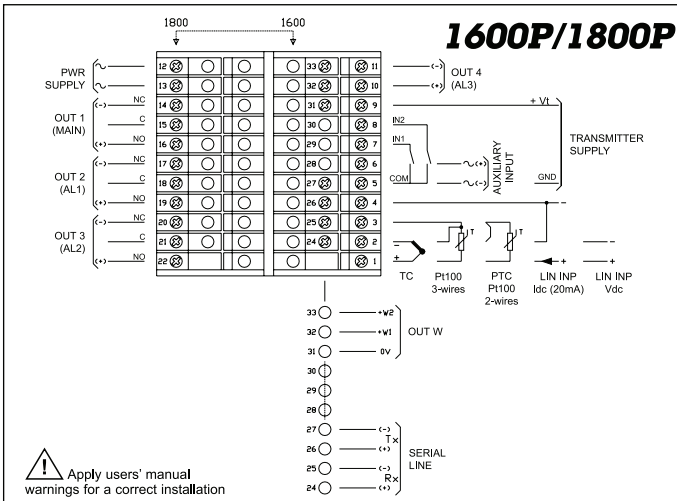 1800 1600
1600P/1800P
PWR
SUPPLY
12 33 11 (-)
OUT 4
(AL3)
13 32 10 (+)
OUT 1
(MAIN)
(-) NC 14 31 9 + Vt
C 15 30 8 IN2
(+) NO 16 29 7 IN1
TRANSMITTER
SUPPLY
OUT 2
(AL1)
(-) NC 17 28 6 (+)
C 18 27 5 COM (-) GND
AUXILIARY
INPUT
(+) NO 19 26 4 -
OUT 3
(AL2)
(-) NC 20 25 3 T T
C 21 24 2 -
(+) NO 22 1 + + +
TC Pt100
3-wires
PTC
Pt100
2-wires
LIN INP
Idc (20mA)
LIN INP
Vdc
33 +W2
32 +W1 OUT W
31 0V
30
29
28
27 (-)
Tx
26 (+)
SERIAL
LINE
25 (-)
Rx
24 (+)
! Apply users' manual
warnings for a correct installation